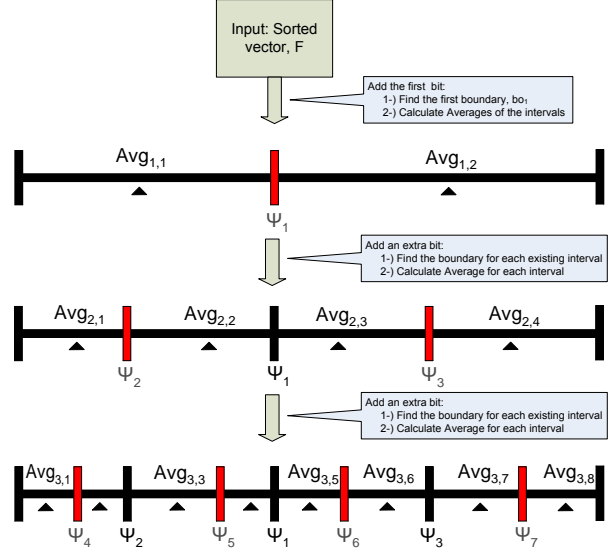 Input: Sorted
vector, F
Add the first bit:
1-) Find the first boundary, bo₁
2-) Calculate Averages of the intervals
Avg₁,₁ Avg₁,₂
Ψ₁
Add an extra bit:
1-) Find the boundary for each existing interval
2-) Calculate Average for each interval
Avg₂,₁ Avg₂,₂ Avg₂,₃ Avg₂,₄
Ψ₂ Ψ₁ Ψ₃
Add an extra bit:
1-) Find the boundary for each existing interval
2-) Calculate Average for each interval
Avg₃,₁ Avg₃,₃ Avg₃,₅ Avg₃,₆ Avg₃,₇ Avg₃,₈
Ψ₄ Ψ₂ Ψ₅ Ψ₁ Ψ₆ Ψ₃ Ψ₇